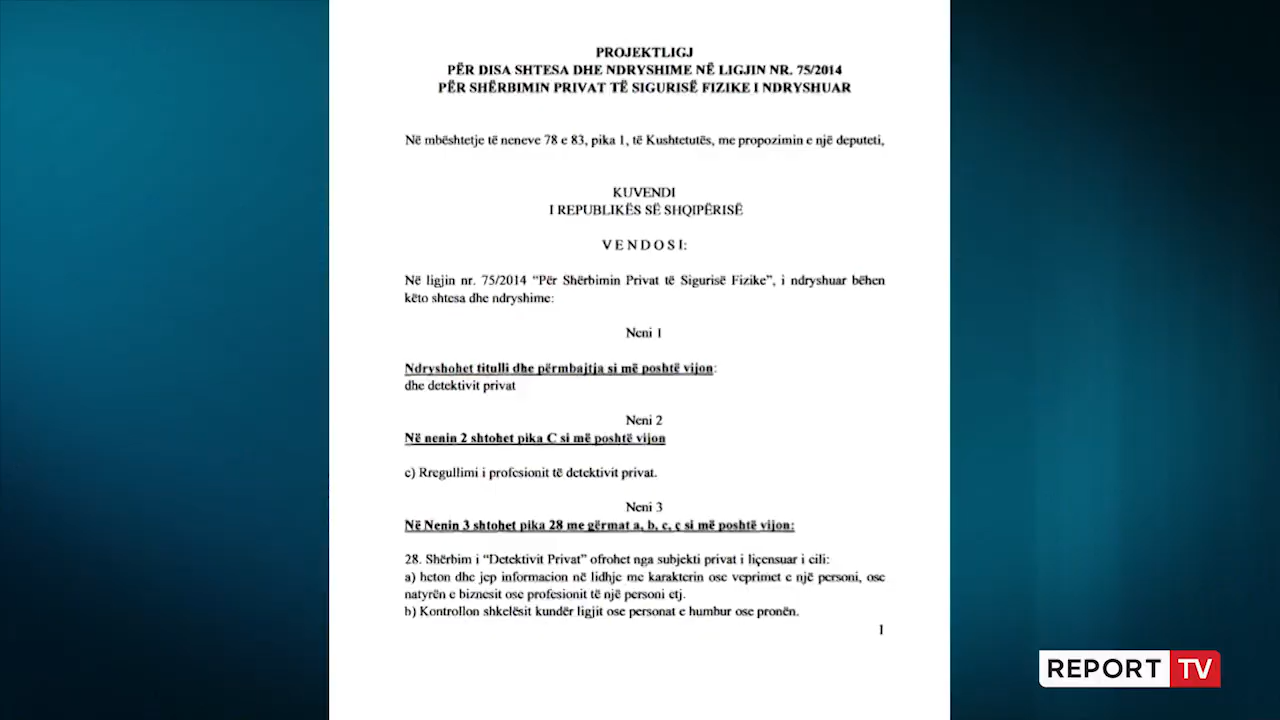 PROJEKTLIGJ
PËR DISA SHTESA DHE NDRYSHIME NË LIGJIN NR. 75/2014
PËR SHËRBIMIN PRIVAT TË SIGURISË FIZIKE I NDRYSHUAR
Në mbështetje të neneve 78 e 83, pika 1, të Kushtetutës, me propozimin e një deputeti,
KUVENDI
I REPUBLIKËS SË SHQIPËRISË
V E N D O S I :
Në ligjin nr. 75/2014 “Për Shërbimin Privat të Sigurisë Fizike”, i ndryshuar bëhen
këto shtesa dhe ndryshime:
Neni 1
Ndryshohet titulli dhe përmbajtja si më poshtë vijon:
dhe detektivit privat
Neni 2
Në nenin 2 shtohet pika C si më poshtë vijon
c) Rregullimi i profesionit të detektivit privat.
Neni 3
Në Nenin 3 shtohet pika 28 me gërmat a, b, c, ç si më poshtë vijon:
28. Shërbim i “Detektivit Privat” ofrohet nga subjekti privat i liçensuar i cili:
a) heton dhe jep informacion në lidhje me karakterin ose veprimet e një personi, ose
natyrën e biznesit ose profesionit të një personi etj.
b) Kontrollon shkelësit kundër ligjit ose personat e humbur ose pronën.
1
REPORT TV